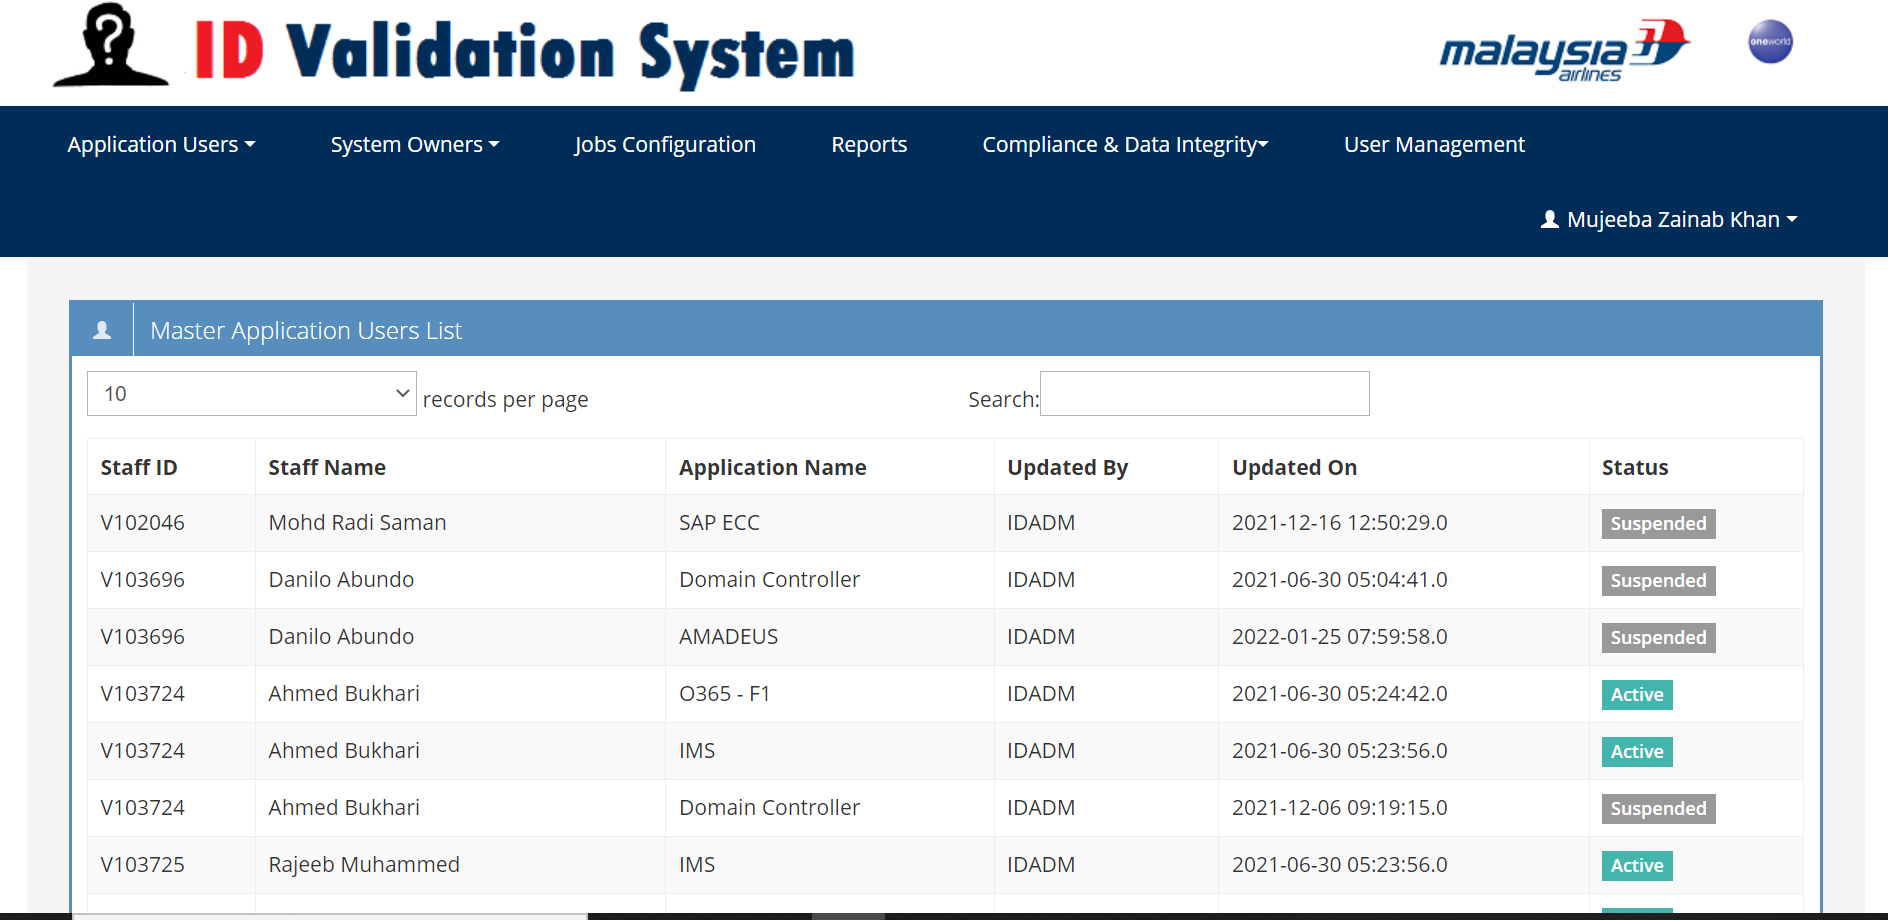 ID Validation System
malaysia airlines
oneworld
Application Users
System Owners
Jobs Configuration
Reports
Compliance & Data Integrity
User Management
Mujeeba Zainab Khan
Master Application Users List
10 records per page
Search:
Staff ID Staff Name Application Name Updated By Updated On Status
V102046 Mohd Radi Saman SAP ECC IDADM 2021-12-16 12:50:29.0 Suspended
V103696 Danilo Abundo Domain Controller IDADM 2021-06-30 05:04:41.0 Suspended
V103696 Danilo Abundo AMADEUS IDADM 2022-01-25 07:59:58.0 Suspended
V103724 Ahmed Bukhari O365 - F1 IDADM 2021-06-30 05:24:42.0 Active
V103724 Ahmed Bukhari IMS IDADM 2021-06-30 05:23:56.0 Active
V103724 Ahmed Bukhari Domain Controller IDADM 2021-12-06 09:19:15.0 Suspended
V103725 Rajeeb Muhammed IMS IDADM 2021-06-30 05:23:56.0 Active